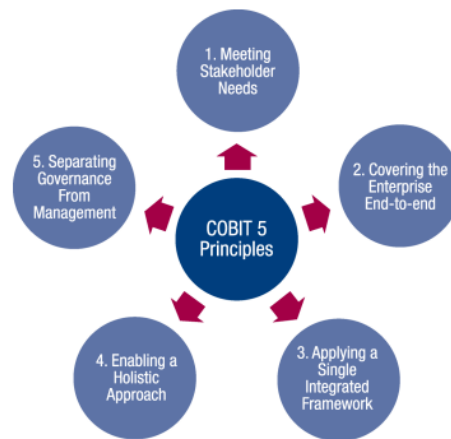 1. Meeting
Stakeholder
Needs
2. Covering the
Enterprise
End-to-end
3. Applying a
Single
Integrated
Framework
4. Enabling a
Holistic
Approach
5. Separating
Governance
From
Management
COBIT 5
Principles